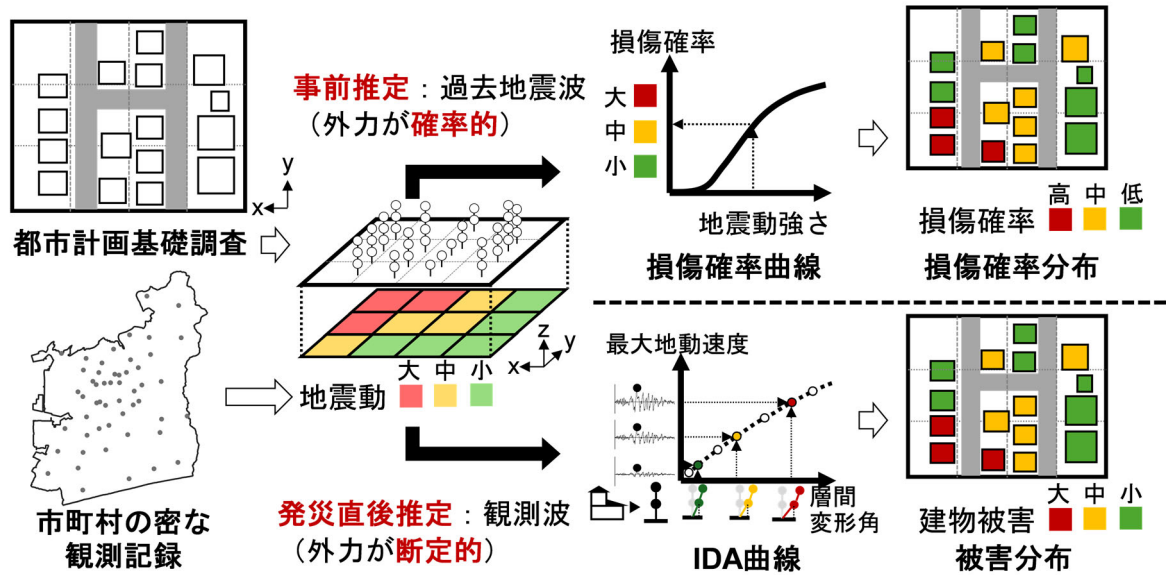 y
x
都市計画基礎調査
市町村の密な
観測記録
事前推定：過去地震波
（外力が確率的）
z
y
x
大 中 小
地震動
発災直後推定：観測波
（外力が断定的）
損傷確率
大
中
小
地震動強さ
損傷確率曲線
高 中 低
損傷確率
損傷確率分布
最大地動速度
層間
変形角
IDA曲線
大 中 小
建物被害
被害分布